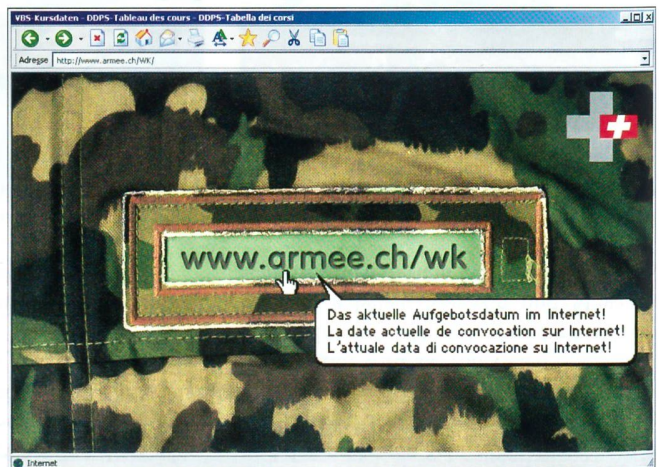 VBS-Kursdaten - DDPS-Tableau des cours - DDPS-Tabella dei corsi
Adresse http://www.armee.ch/WK/
www.armee.ch/wk
Das aktuelle Aufgebotsdatum im Internet!
La date actuelle de convocation sur Internet!
L'attuale data di convocazione su Internet!
Internet